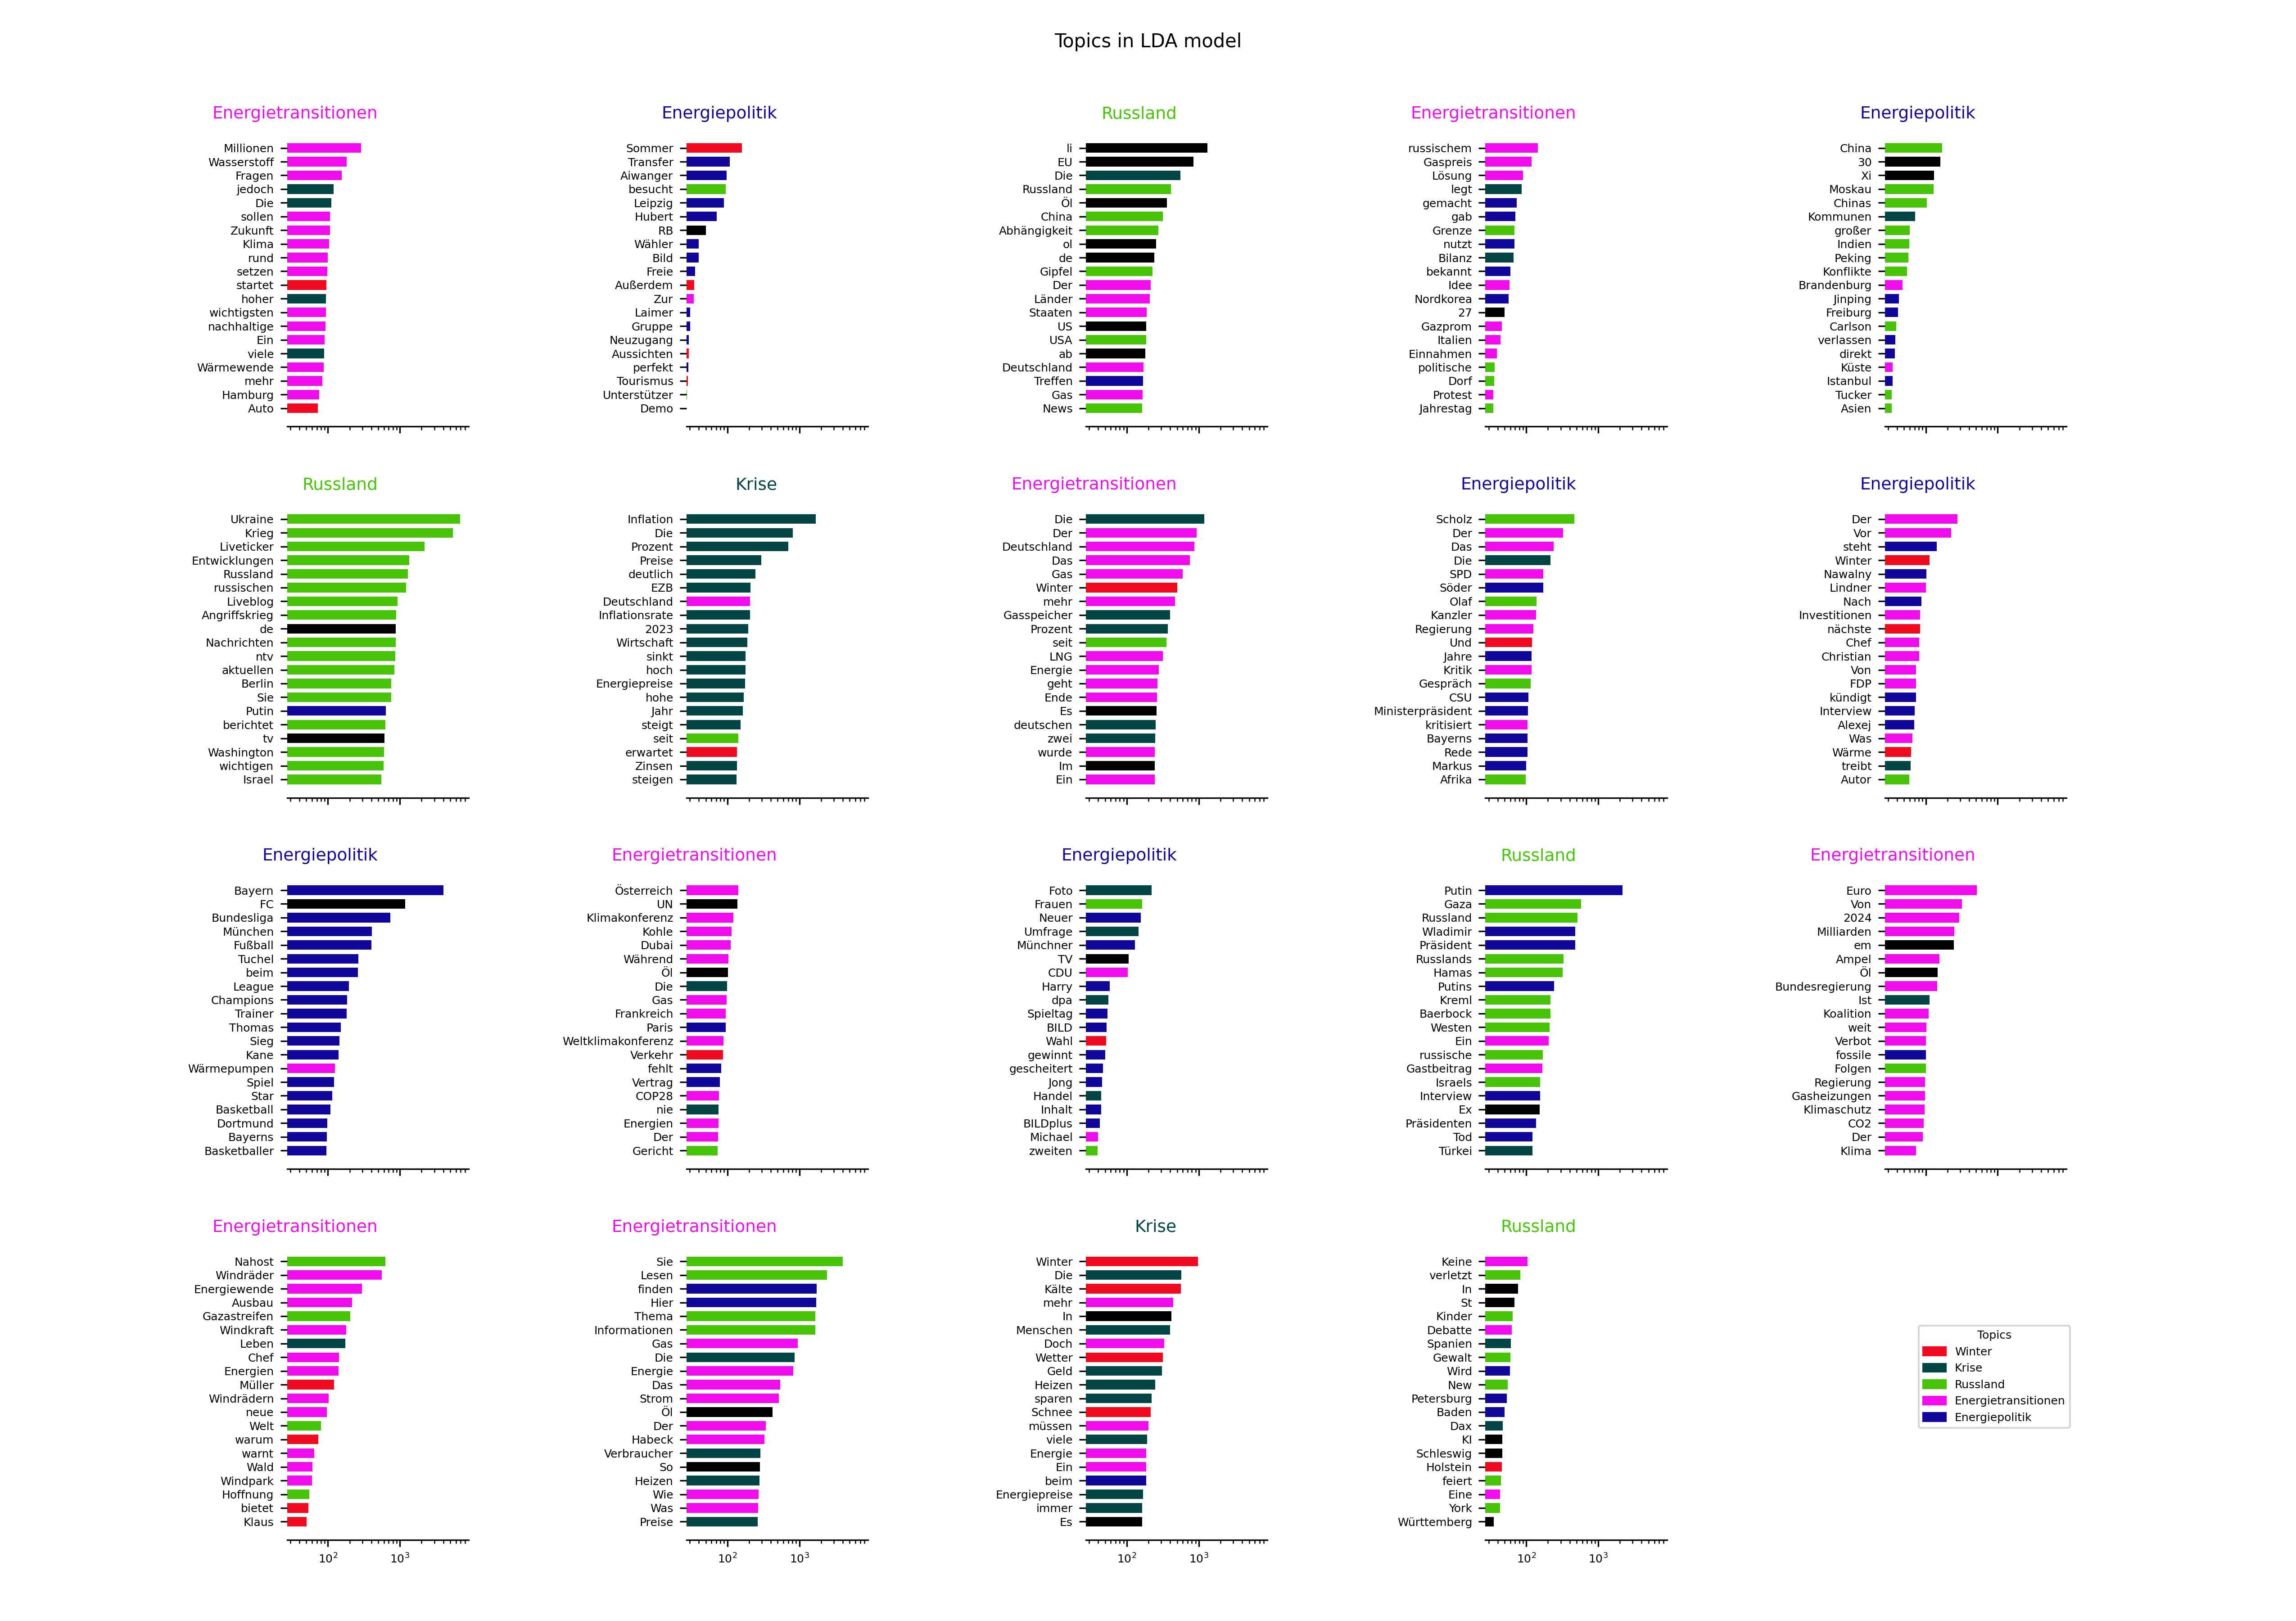 Topics in LDA model
Energietransitionen
Millionen
Wasserstoff
Fragen
jedoch
Die
sollen
Zukunft
Klima
rund
setzen
startet
hoher
wichtigsten
nachhaltige
Ein
viele
Wärmewende
mehr
Hamburg
Auto
Energiepolitik
Sommer
Transfer
Aiwanger
besucht
Leipzig
Hubert
RB
Wähler
Bild
Freie
Außerdem
Zur
Laimer
Gruppe
Neuzugang
Aussichten
perfekt
Tourismus
Unterstützer
Demo
Russland
li
EU
Die
Russland
Öl
China
Abhängigkeit
ol
de
Gipfel
Der
Länder
Staaten
US
USA
ab
Deutschland
Treffen
Gas
News
Energietransitionen
russischem
Gaspreis
Lösung
legt
gemacht
gab
Grenze
nutzt
Bilanz
bekannt
Idee
Nordkorea
27
Gazprom
Italien
Einnahmen
politische
Dorf
Protest
Jahrestag
Energiepolitik
China
30
Xi
Moskau
Chinas
Kommunen
großer
Indien
Peking
Konflikte
Brandenburg
Jinping
Freiburg
Carlson
verlassen
direkt
Küste
Istanbul
Tucker
Asien
Russland
Ukraine
Krieg
Liveticker
Entwicklungen
Russland
russischen
Liveblog
Angriffskrieg
de
Nachrichten
ntv
aktuellen
Berlin
Sie
Putin
berichtet
tv
Washington
wichtigen
Israel
Krise
Inflation
Die
Prozent
Preise
deutlich
EZB
Deutschland
Inflationsrate
2023
Wirtschaft
sinkt
hoch
Energiepreise
hohe
Jahr
steigt
seit
erwartet
Zinsen
steigen
Energietransitionen
Die
Der
Deutschland
Das
Gas
Winter
mehr
Gasspeicher
Prozent
seit
LNG
Energie
geht
Ende
Es
deutschen
zwei
wurde
Im
Ein
Energiepolitik
Scholz
Der
Das
Die
SPD
Söder
Olaf
Kanzler
Regierung
Und
Jahre
Kritik
Gespräch
CSU
Ministerpräsident
kritisiert
Bayerns
Rede
Markus
Afrika
Energiepolitik
Der
Vor
steht
Winter
Nawalny
Lindner
Nach
Investitionen
nächste
Chef
Christian
Von
FDP
kündigt
Interview
Alexej
Was
Wärme
treibt
Autor
Energiepolitik
Bayern
FC
Bundesliga
München
Fußball
Tuchel
beim
League
Champions
Trainer
Thomas
Sieg
Kane
Wärmepumpen
Spiel
Star
Basketball
Dortmund
Bayerns
Basketballer
Energietransitionen
Österreich
UN
Klimakonferenz
Kohle
Dubai
Während
Öl
Die
Gas
Frankreich
Paris
Weltklimakonferenz
Verkehr
fehlt
Vertrag
COP28
nie
Energien
Der
Gericht
Energiepolitik
Foto
Frauen
Neuer
Umfrage
Münchner
TV
CDU
Harry
dpa
Spieltag
BILD
Wahl
gewinnt
gescheitert
Jong
Handel
Inhalt
BILDplus
Michael
zweiten
Russland
Putin
Gaza
Russland
Wladimir
Präsident
Russlands
Hamas
Putins
Kreml
Baerbock
Westen
Ein
russische
Gastbeitrag
Israels
Interview
Ex
Präsidenten
Tod
Türkei
Energietransitionen
Euro
Von
2024
Milliarden
em
Ampel
Öl
Bundesregierung
Ist
Koalition
weit
Verbot
fossile
Folgen
Regierung
Gasheizungen
Klimaschutz
CO2
Der
Klima
Energietransitionen
Nahost
Windräder
Energiewende
Ausbau
Gazastreifen
Windkraft
Leben
Chef
Energien
Müller
Windrädern
neue
Welt
warum
warnt
Wald
Windpark
Hoffnung
bietet
Klaus
10² 10³
Energietransitionen
Sie
Lesen
finden
Hier
Thema
Informationen
Gas
Die
Energie
Das
Strom
Öl
Der
Habeck
Verbraucher
So
Heizen
Wie
Was
Preise
10² 10³
Krise
Winter
Die
Kälte
mehr
In
Menschen
Doch
Wetter
Geld
Heizen
sparen
Schnee
müssen
viele
Energie
Ein
beim
Energiepreise
immer
Es
10² 10³
Russland
Keine
verletzt
In
St
Kinder
Debatte
Spanien
Gewalt
Wird
New
Petersburg
Baden
Dax
KI
Schleswig
Holstein
feiert
Eine
York
Württemberg
10² 10³
Topics
Winter
Krise
Russland
Energietransitionen
Energiepolitik